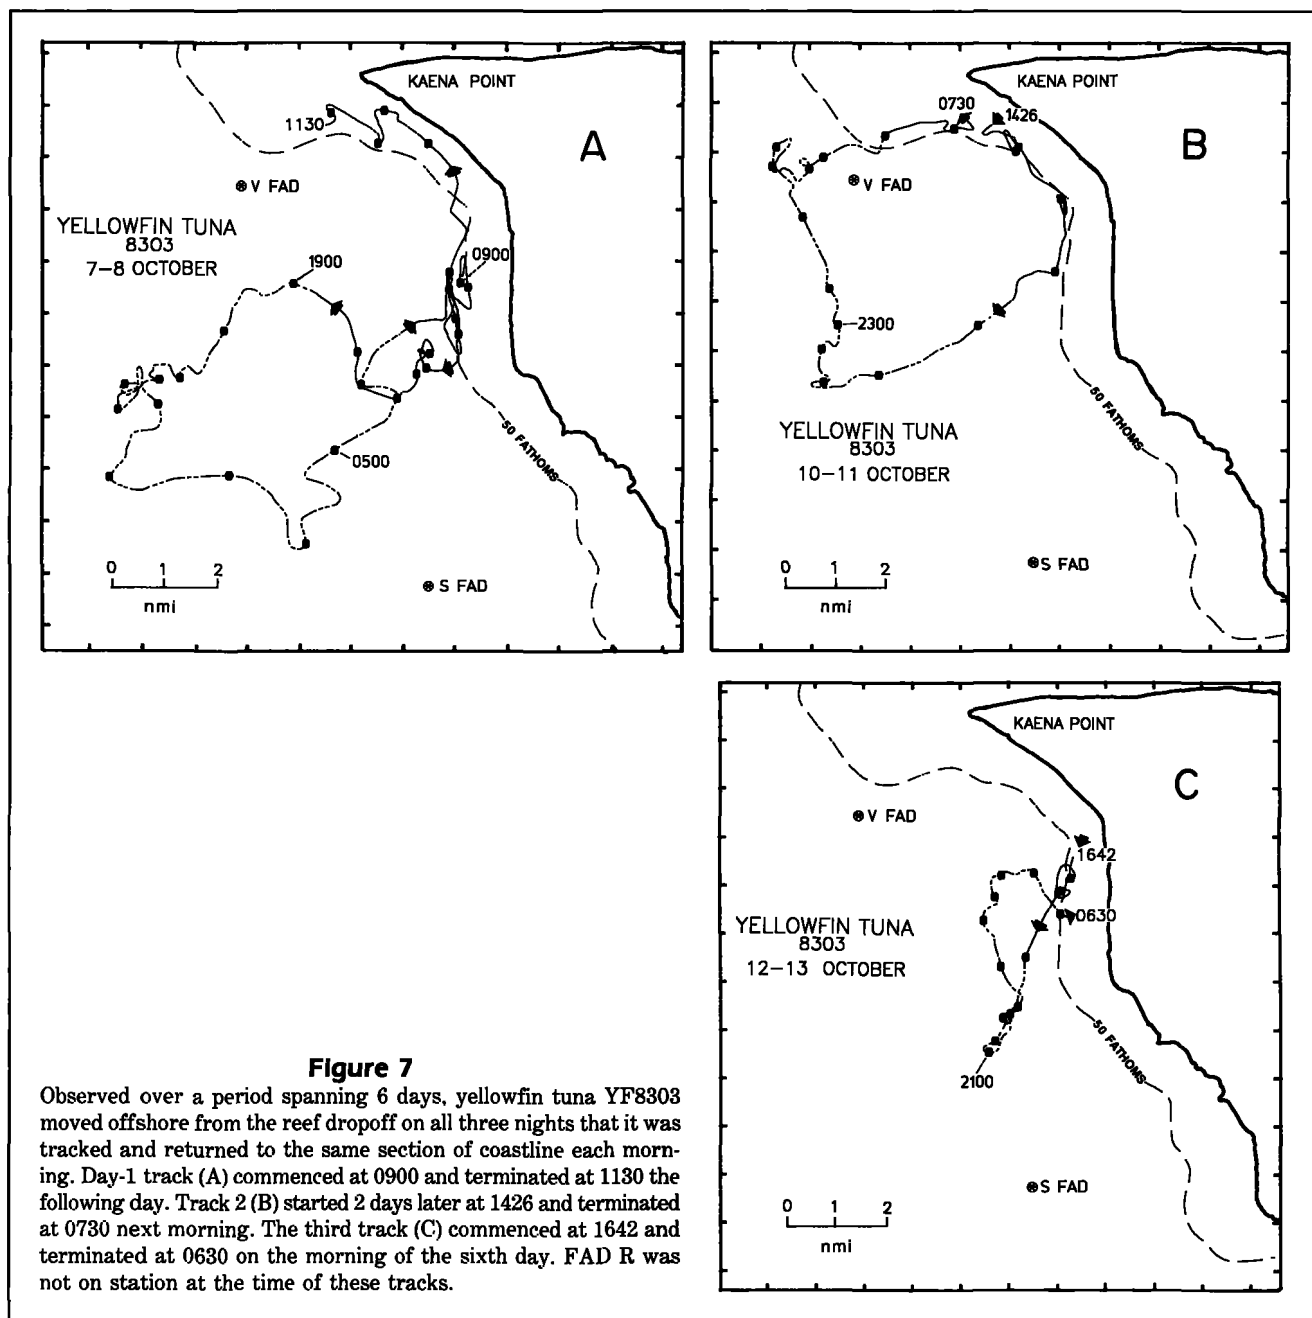 KAENA POINT
1130
A
V FAD
YELLOWFIN TUNA
8303
7–8 OCTOBER
0900
1900
50 FATHOMS
0500
0 1 2
nmi
S FAD
KAENA POINT
0730
1426
B
V FAD
2300
50 FATHOMS
YELLOWFIN TUNA
8303
10–11 OCTOBER
0 1 2
nmi
S FAD
KAENA POINT
C
V FAD
1642
YELLOWFIN TUNA
8303
12–13 OCTOBER
0630
50 FATHOMS
2100
S FAD
0 1 2
nmi
Figure 7
Observed over a period spanning 6 days, yellowfin tuna YF8303
moved offshore from the reef dropoff on all three nights that it was
tracked and returned to the same section of coastline each morn-
ing. Day-1 track (A) commenced at 0900 and terminated at 1130 the
following day. Track 2 (B) started 2 days later at 1426 and terminated
at 0730 next morning. The third track (C) commenced at 1642 and
terminated at 0630 on the morning of the sixth day. FAD R was
not on station at the time of these tracks.